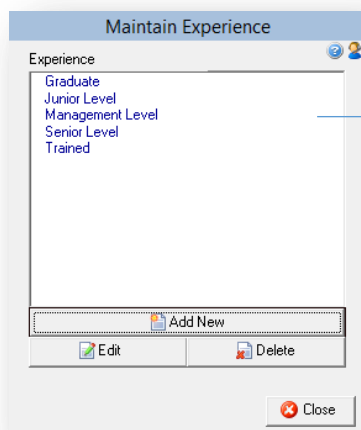 Maintain Experience
Experience
Graduate
Junior Level
Management Level
Senior Level
Trained
Add New
Edit
Delete
Close